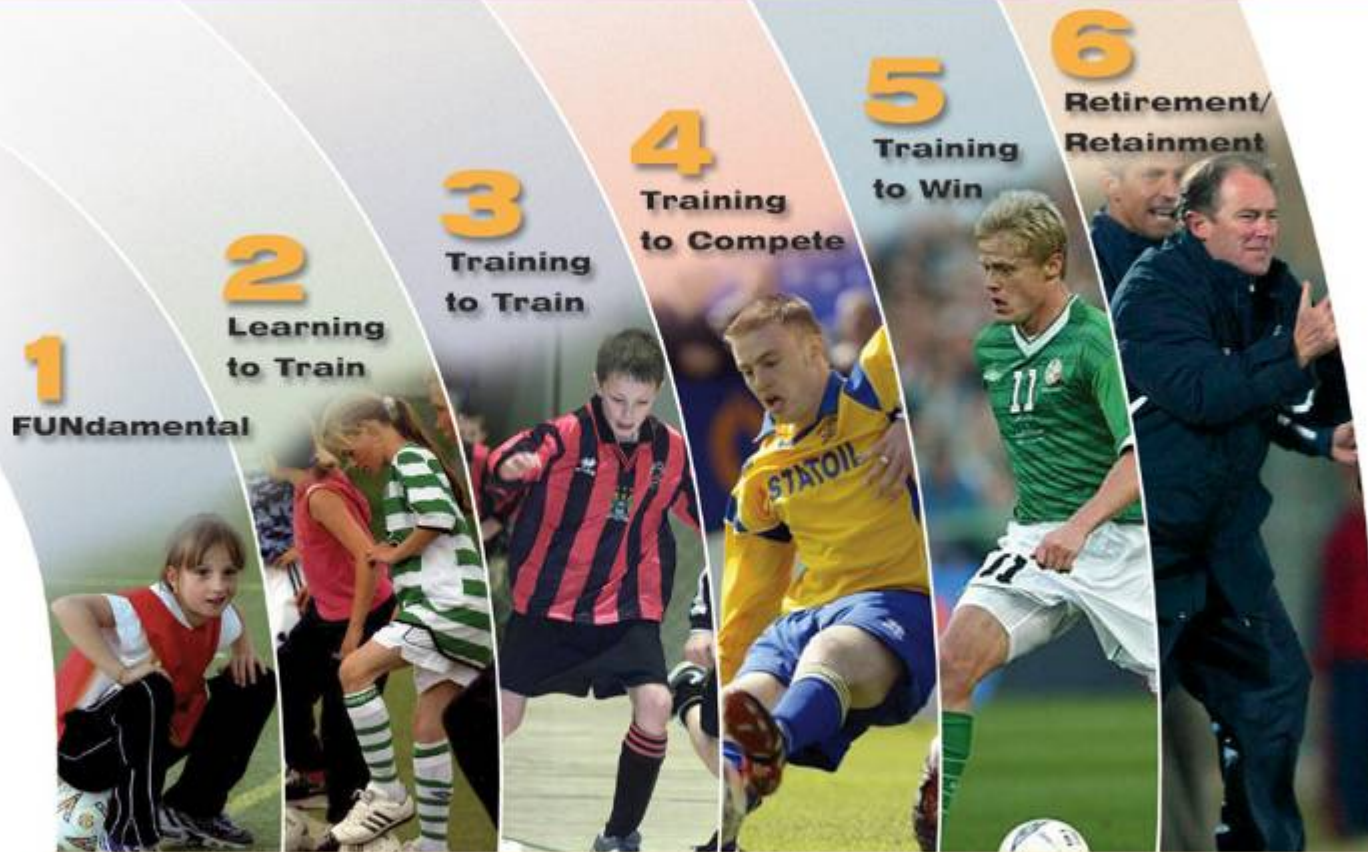 1
FUNdamental
2
Learning
to Train
3
Training
to Train
4
Training
to Compete
5
Training
to Win
6
Retirement/
Retainment
STATOIL
11
11